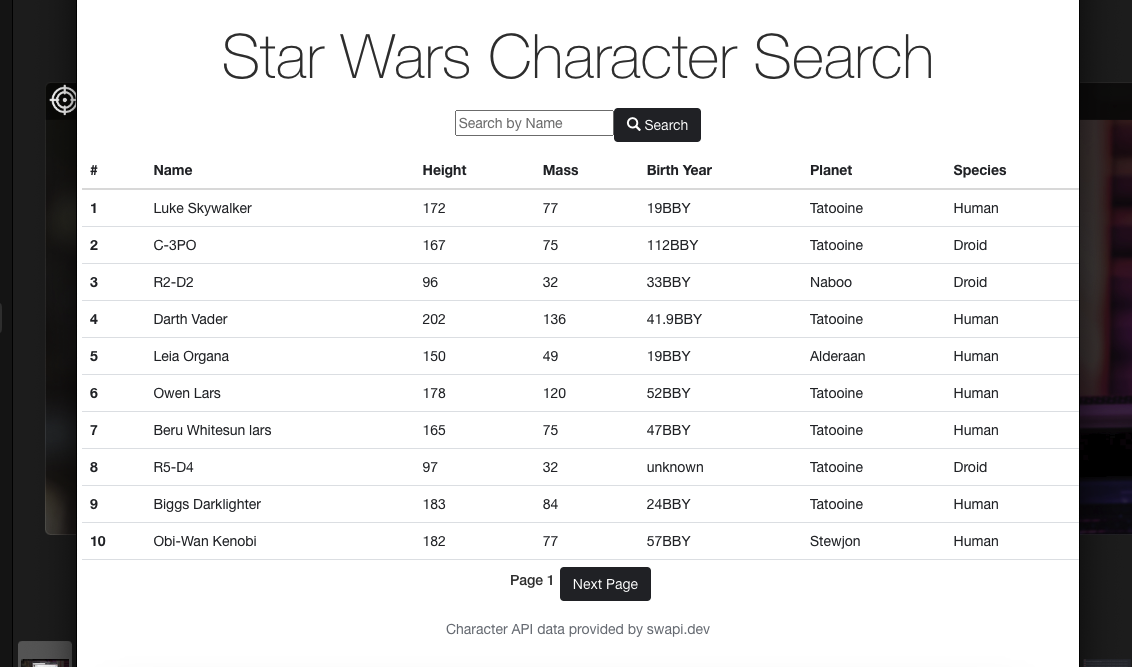 Star Wars Character Search
Search by Name Search
# Name Height Mass Birth Year Planet Species
1 Luke Skywalker 172 77 19BBY Tatooine Human
2 C-3PO 167 75 112BBY Tatooine Droid
3 R2-D2 96 32 33BBY Naboo Droid
4 Darth Vader 202 136 41.9BBY Tatooine Human
5 Leia Organa 150 49 19BBY Alderaan Human
6 Owen Lars 178 120 52BBY Tatooine Human
7 Beru Whitesun lars 165 75 47BBY Tatooine Human
8 R5-D4 97 32 unknown Tatooine Droid
9 Biggs Darklighter 183 84 24BBY Tatooine Human
10 Obi-Wan Kenobi 182 77 57BBY Stewjon Human
Page 1 Next Page
Character API data provided by swapi.dev